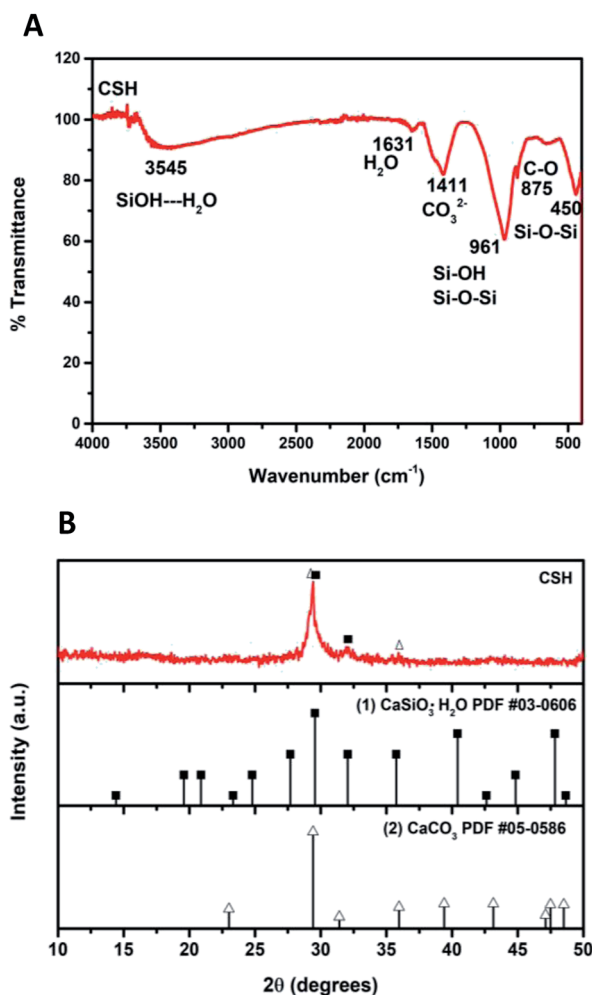 A
120
100
80
60
40
20
0
% Transmittance
CSH
3545
SiOH---H₂O
1631
H₂O
1411
CO₃²⁻
961
Si-OH
Si-O-Si
C-O
875
450
Si-O-Si
4000 3500 3000 2500 2000 1500 1000 500
Wavenumber (cm⁻¹)
B
Intensity (a.u.)
CSH
(1) CaSiO₃·H₂O PDF #03-0606
(2) CaCO₃ PDF #05-0586
10 15 20 25 30 35 40 45 50
2θ (degrees)